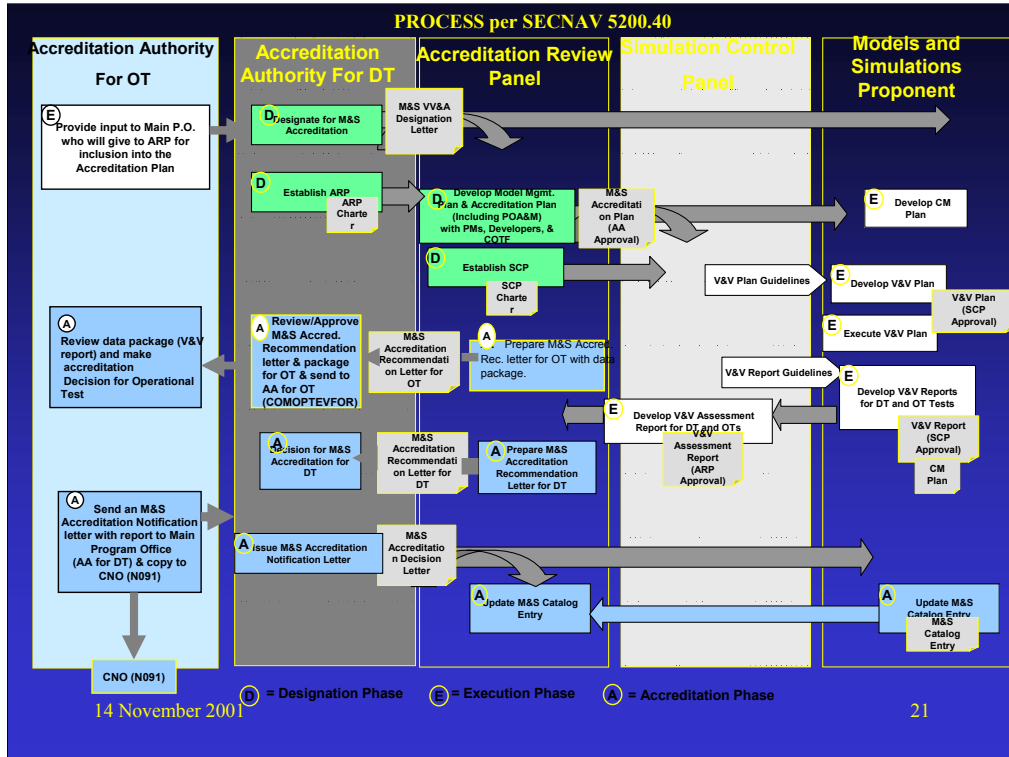 PROCESS per SECNAV 5200.40
Accreditation Authority
For OT
Accreditation
Authority For DT
Accreditation Review
Panel
Simulation Control
Panel
Models and
Simulations
Proponent
E
Provide input to Main P.O.
who will give to ARP for
inclusion into the
Accreditation Plan
D
Designate for M&S
Accreditation
M&S VV&A
Designation
Letter
D
Establish ARP
ARP
Charte
r
D
Develop Model Mgmt.
Plan & Accreditation Plan
(Including POA&M)
with PMs, Developers, &
COTF
M&S
Accreditati
on Plan
(AA
Approval)
E
Develop CM
Plan
D
Establish SCP
SCP
Charte
r
V&V Plan Guidelines
E
Develop V&V Plan
V&V Plan
(SCP
Approval)
E
Execute V&V Plan
A
Review data package (V&V
report) and make
accreditation
Decision for Operational
Test
A
Review/Approve
M&S Accred.
Recommendation
letter & package
for OT & send to
AA for OT
(COMOPTEVFOR)
M&S
Accreditation
Recommendati
on Letter for
OT
A
Prepare M&S Accred.
Rec. letter for OT with data
package.
V&V Report Guidelines
E
Develop V&V Reports
for DT and OT Tests
V&V Report
(SCP
Approval)
CM
Plan
E
Develop V&V Assessment
Report for DT and OTs
V&V
Assessment
Report
(ARP
Approval)
A
Decision for M&S
Accreditation for
DT
M&S
Accreditation
Recommendati
on Letter for
DT
A
Prepare M&S
Accreditation
Recommendation
Letter for DT
A
Send an M&S
Accreditation Notification
letter with report to Main
Program Office
(AA for DT) & copy to
CNO (N091)
A
Issue M&S Accreditation
Notification Letter
M&S
Accreditatio
n Decision
Letter
A
Update M&S Catalog
Entry
A
Update M&S
Catalog Entry
M&S
Catalog
Entry
CNO (N091)
D = Designation Phase
E = Execution Phase
A = Accreditation Phase
14 November 2001
21